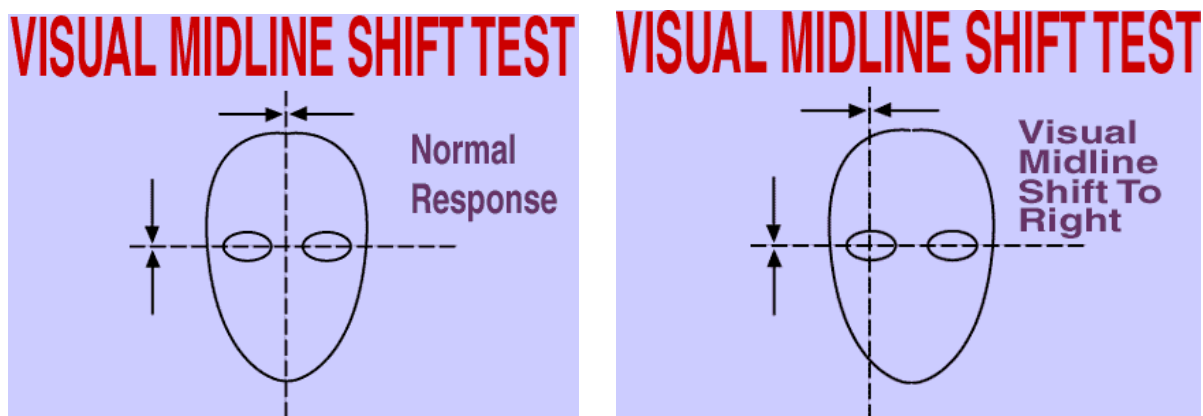 VISUAL MIDLINE SHIFT TEST
Normal
Response
VISUAL MIDLINE SHIFT TEST
Visual
Midline
Shift To
Right